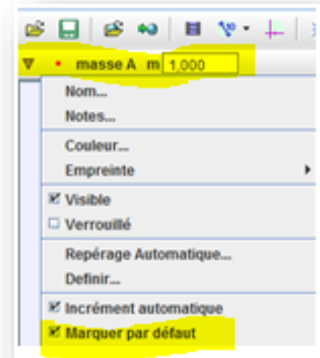 masse A m 1,000
Nom...
Notes...
Couleur...
Empreinte
Visible
Verrouillé
Repérage Automatique...
Definir...
Incrément automatique
Marquer par défaut